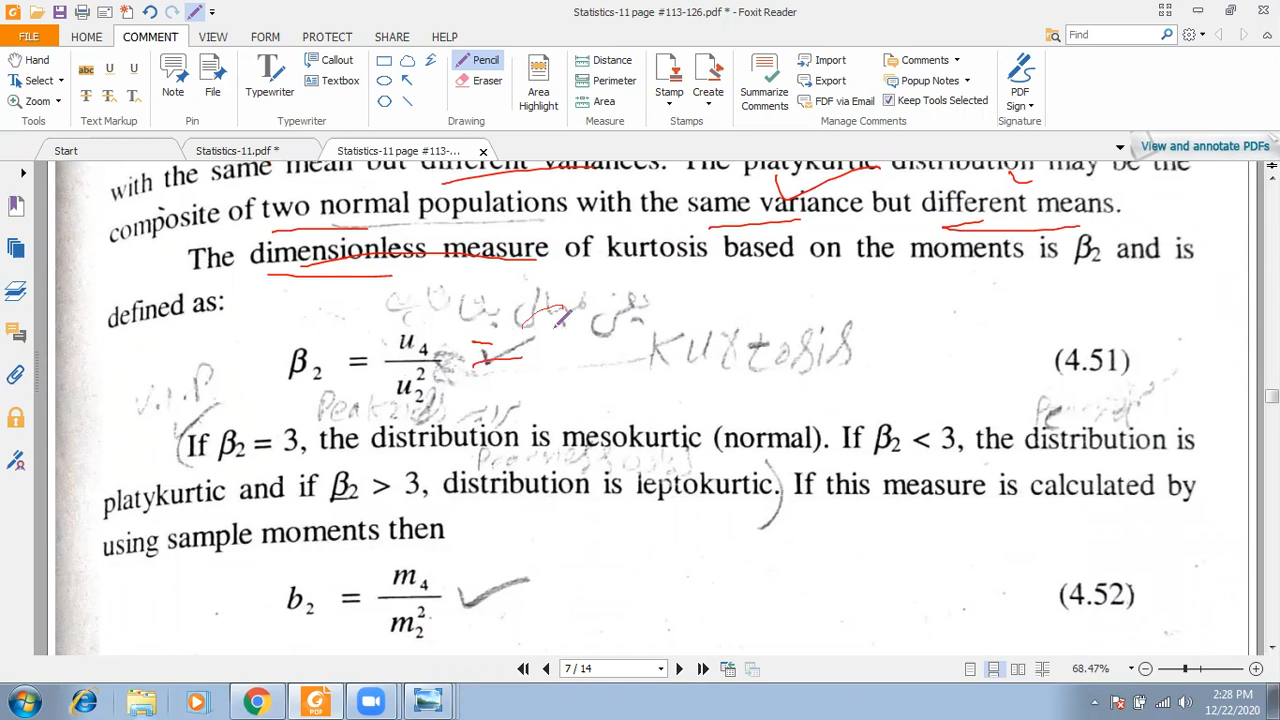 Statistics-11 page #113-126.pdf * - Foxit Reader
FILE HOME COMMENT VIEW FORM PROTECT SHARE HELP Find
Hand Select Zoom Tools
abc U U T T T Text Markup
Note File Pin
Typewriter Callout Textbox Typewriter
Pencil Eraser Drawing
Area Highlight Distance Perimeter Area Measure
Stamp Create Stamps
Summarize Comments Import Export FDF via Email Comments Popup Notes Keep Tools Selected Manage Comments
PDF Sign Signature
Start Statistics-11.pdf * Statistics-11 page #113-... View and annotate PDFs
with the same mean but different variances. The platykurtic distribution may be the
composite of two normal populations with the same variance but different means.
The dimensionless measure of kurtosis based on the moments is β₂ and is
defined as:
β₂ = u₄ / u₂² Kurtosis (4.51)
V.I.P
If β₂ = 3, the distribution is mesokurtic (normal). If β₂ < 3, the distribution is
platykurtic and if β₂ > 3, distribution is leptokurtic. If this measure is calculated by
using sample moments then
b₂ = m₄ / m₂² (4.52)
7 / 14 68.47%
2:28 PM
12/22/2020